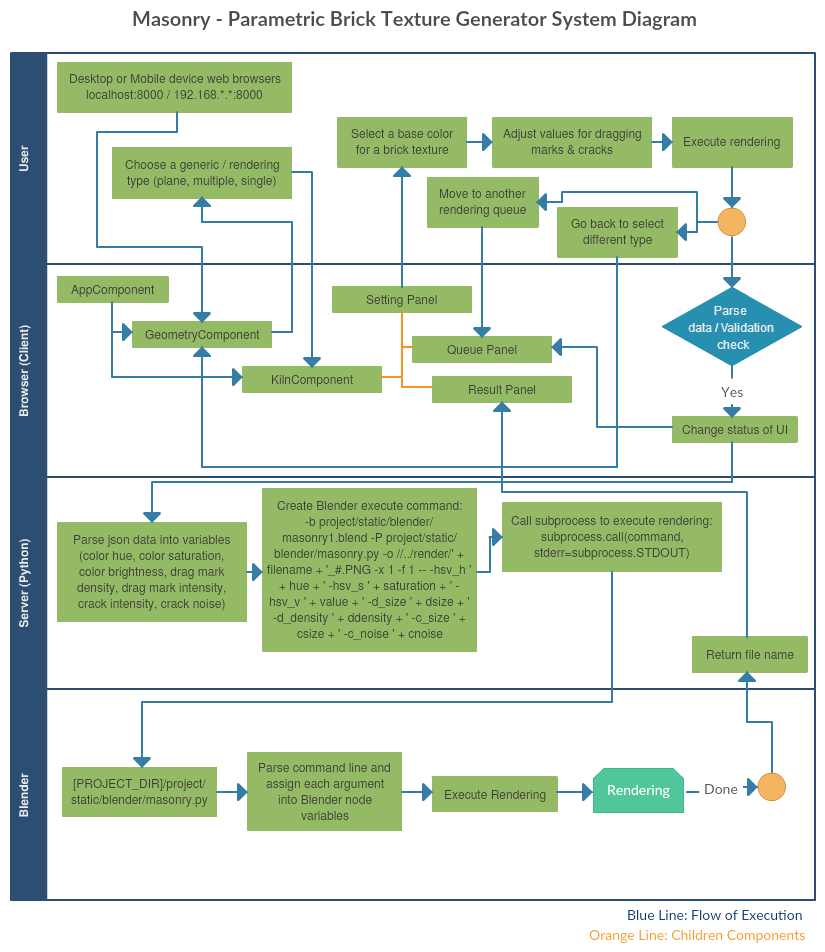 Masonry - Parametric Brick Texture Generator System Diagram
User
Desktop or Mobile device web browsers
localhost:8000 / 192.168.*.*:8000
Choose a generic / rendering
type (plane, multiple, single)
Select a base color
for a brick texture
Adjust values for dragging
marks & cracks
Execute rendering
Move to another
rendering queue
Go back to select
different type
Browser (Client)
AppComponent
GeometryComponent
KilnComponent
Setting Panel
Queue Panel
Result Panel
Parse
data / Validation
check
Yes
Change status of UI
Server (Python)
Parse json data into variables
(color hue, color saturation,
color brightness, drag mark
density, drag mark intensity,
crack intensity, crack noise)
Create Blender execute command:
-b project/static/blender/
masonry1.blend -P project/static/
blender/masonry.py -o //../render/' +
filename + '_#.PNG -x 1 -f 1 -- -hsv_h '
+ hue + ' -hsv_s ' + saturation + ' -
hsv_v ' + value + ' -d_size ' + dsize + '
-d_density ' + ddensity + ' -c_size ' +
csize + ' -c_noise ' + cnoise
Call subprocess to execute rendering:
subprocess.call(command,
stderr=subprocess.STDOUT)
Return file name
Blender
[PROJECT_DIR]/project/
static/blender/masonry.py
Parse command line and
assign each argument
into Blender node
variables
Execute Rendering
Rendering
Done
Blue Line: Flow of Execution
Orange Line: Children Components